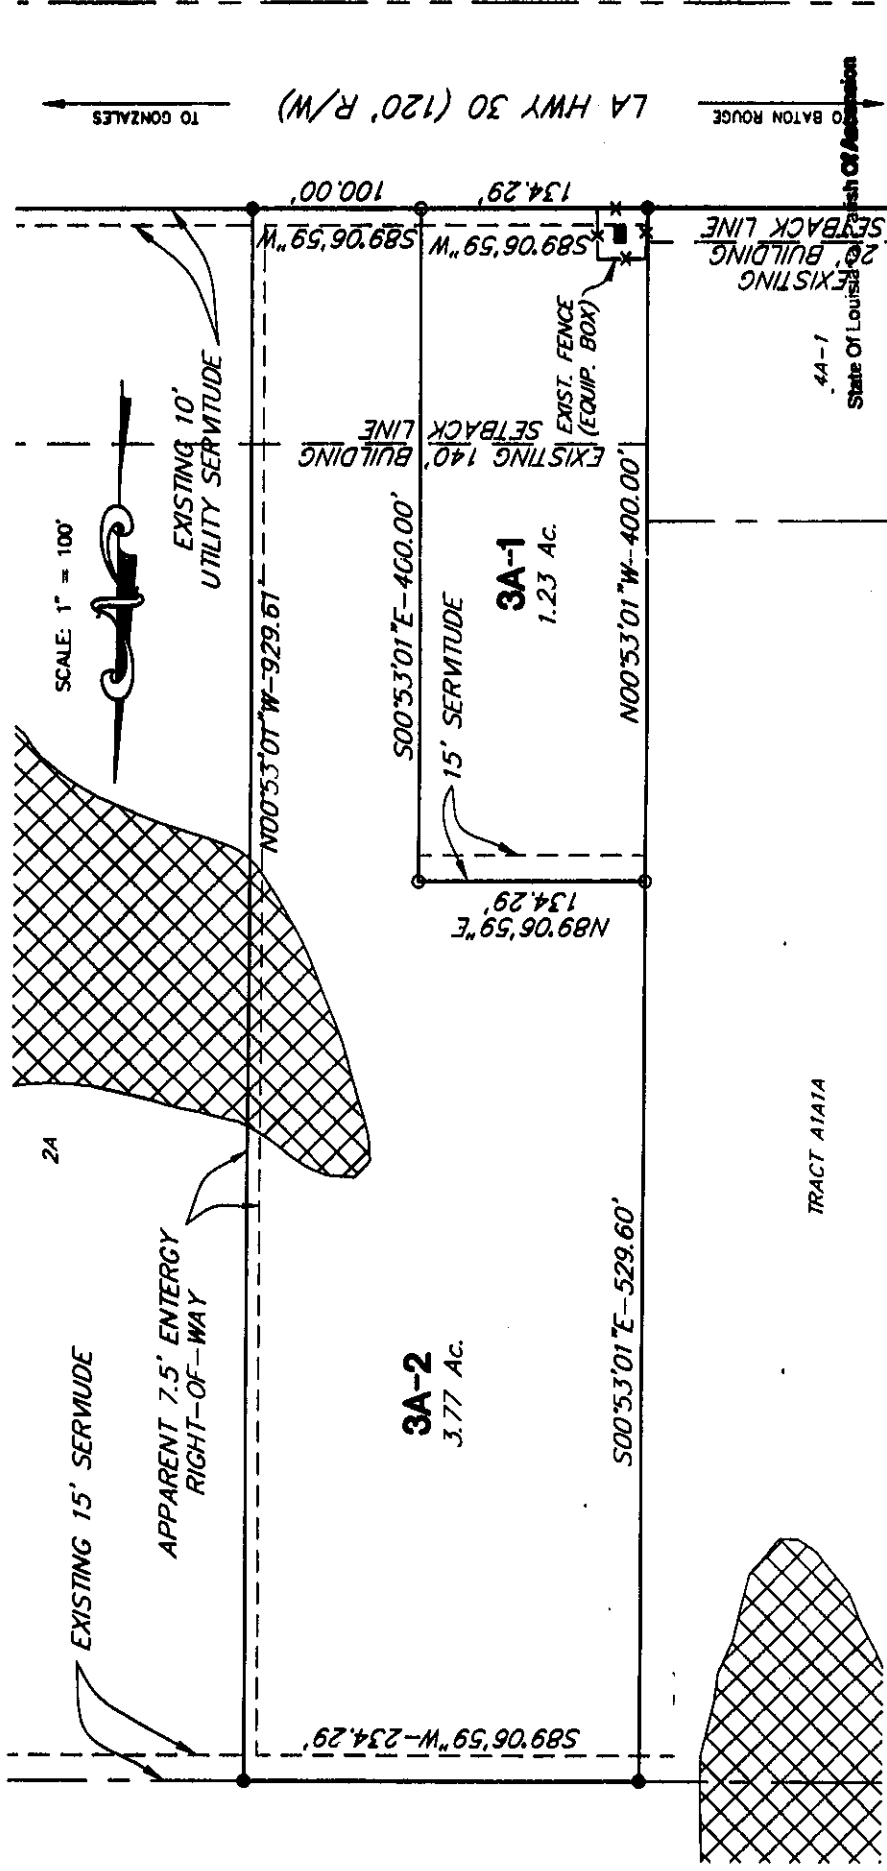 TO GONZALES
LA HWY 30 (120' R/W)
TO BATON ROUGE
100.00'
S89°06'59"W
134.29'
S89°06'59"W
EXISTING
20' BUILDING
SETBACK LINE
4A-1
State Of Louisia
Parish Of Ascension
EXISTING 10'
UTILITY SERVITUDE
SCALE: 1" = 100'
EXIST. FENCE
(EQUIP. BOX)
EXISTING 140' BUILDING
SETBACK LINE
N00°53'01"W-929.61'
S00°53'01"E-400.00'
3A-1
1.23 Ac.
N00°53'01"W-400.00'
15' SERVITUDE
N89°06'59"E
134.29'
2A
APPARENT 7.5' ENTERGY
RIGHT-OF-WAY
TRACT A1A1A
3A-2
3.77 Ac.
S00°53'01"E-529.60'
EXISTING 15' SERVIUDE
S89°06'59"W-234.29'